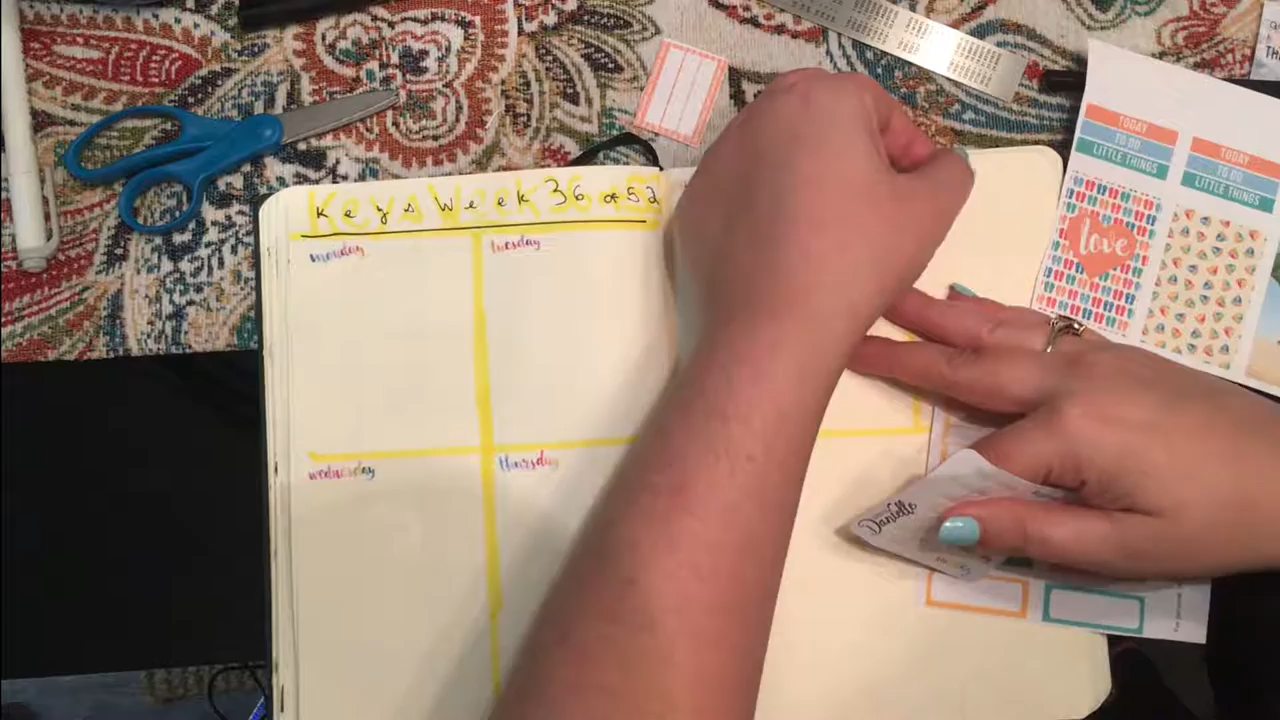 Keys Week 36 of 52
monday
tuesday
wednesday
thursday
TODAY
TO DO
LITTLE THINGS
TODAY
TO DO
LITTLE THINGS
love
Danielle